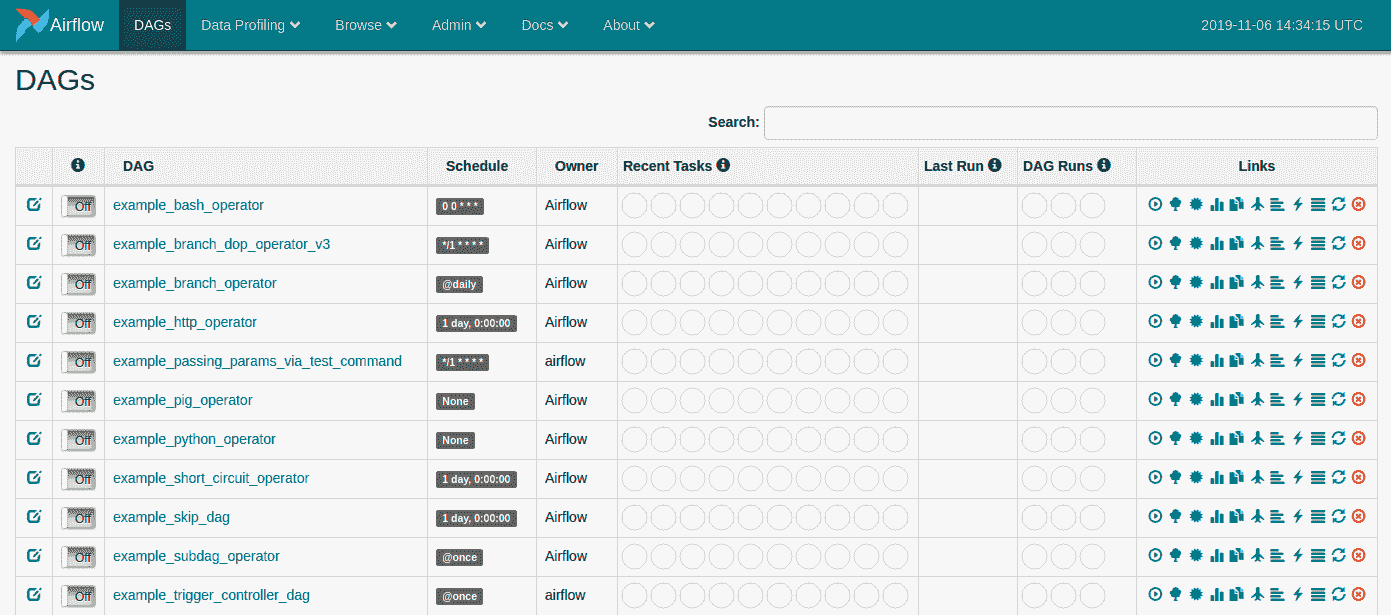 Airflow DAGs Data Profiling Browse Admin Docs About 2019-11-06 14:34:15 UTC
DAGs
Search:
DAG Schedule Owner Recent Tasks Last Run DAG Runs Links
Off example_bash_operator 0 0 * * * Airflow
Off example_branch_dop_operator_v3 */1 * * * * Airflow
Off example_branch_operator @daily Airflow
Off example_http_operator 1 day, 0:00:00 Airflow
Off example_passing_params_via_test_command */1 * * * * airflow
Off example_pig_operator None Airflow
Off example_python_operator None Airflow
Off example_short_circuit_operator 1 day, 0:00:00 Airflow
Off example_skip_dag 1 day, 0:00:00 Airflow
Off example_subdag_operator @once Airflow
Off example_trigger_controller_dag @once airflow